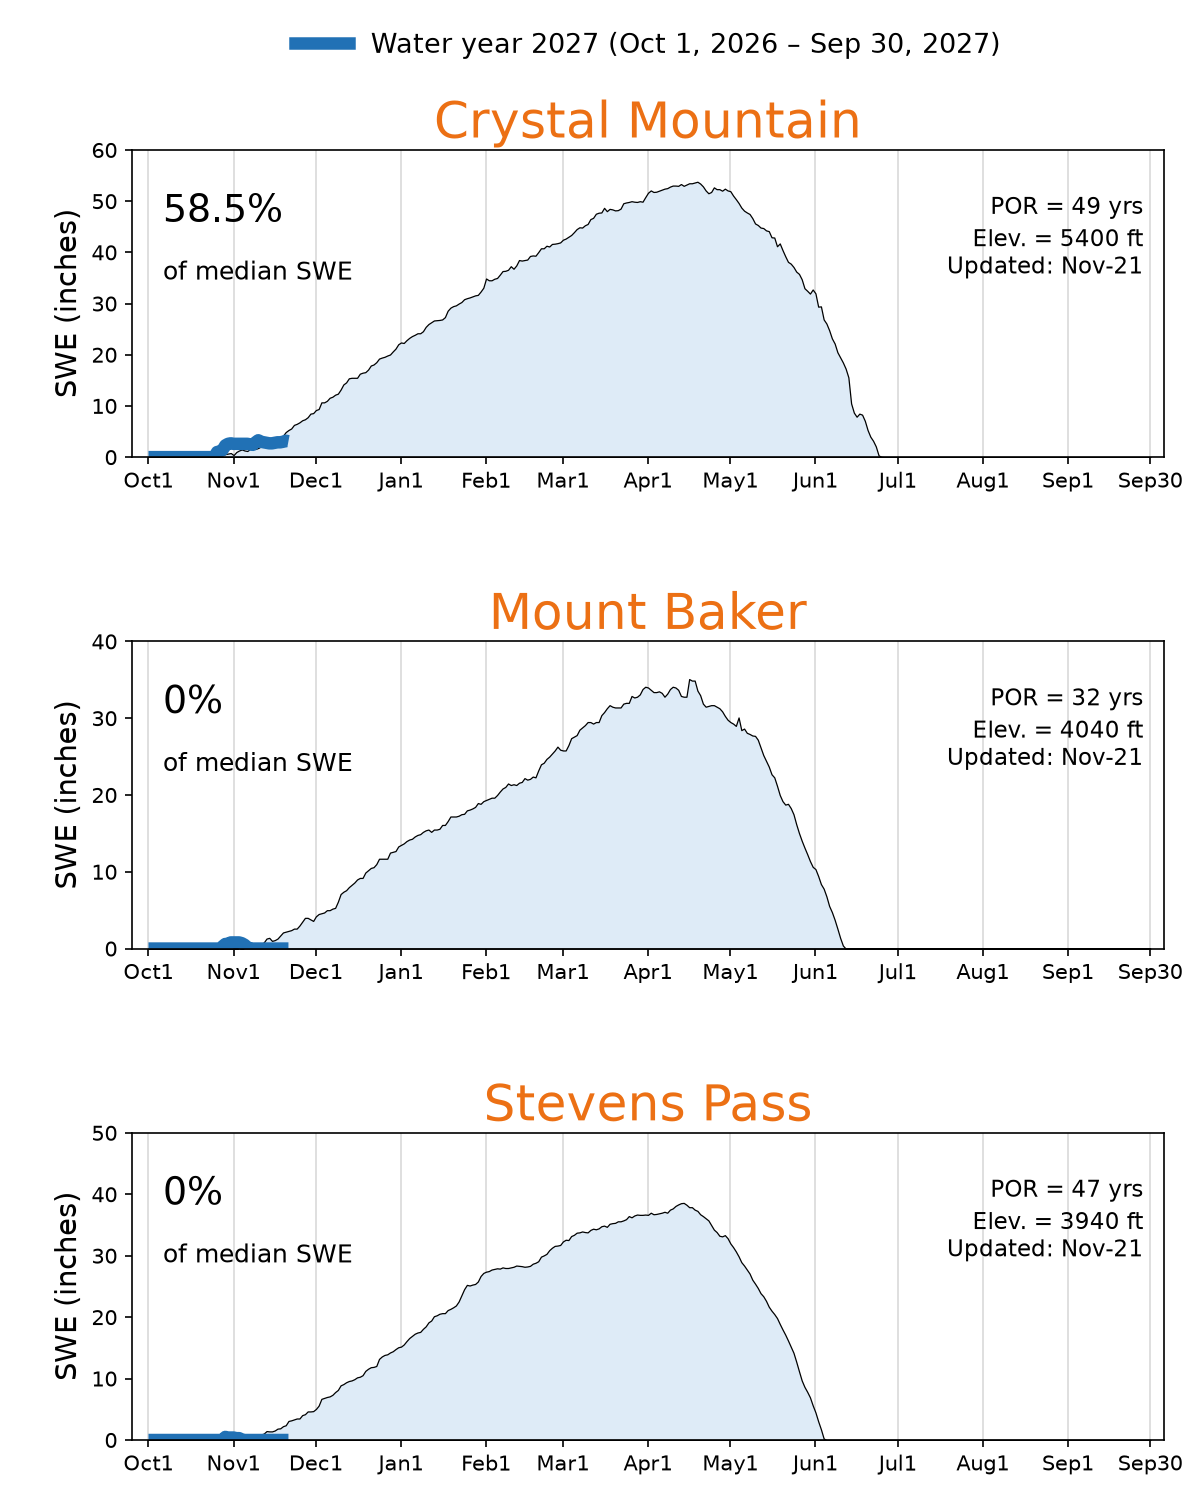 Water year 2027 (Oct 1, 2026 – Sep 30, 2027)
Crystal Mountain
60
50
40
30
20
10
0
SWE (inches)
58.5%
of median SWE
POR = 49 yrs
Elev. = 5400 ft
Updated: Nov-21
Oct1 Nov1 Dec1 Jan1 Feb1 Mar1 Apr1 May1 Jun1 Jul1 Aug1 Sep1 Sep30
Mount Baker
40
30
20
10
0
SWE (inches)
0%
of median SWE
POR = 32 yrs
Elev. = 4040 ft
Updated: Nov-21
Oct1 Nov1 Dec1 Jan1 Feb1 Mar1 Apr1 May1 Jun1 Jul1 Aug1 Sep1 Sep30
Stevens Pass
50
40
30
20
10
0
SWE (inches)
0%
of median SWE
POR = 47 yrs
Elev. = 3940 ft
Updated: Nov-21
Oct1 Nov1 Dec1 Jan1 Feb1 Mar1 Apr1 May1 Jun1 Jul1 Aug1 Sep1 Sep30